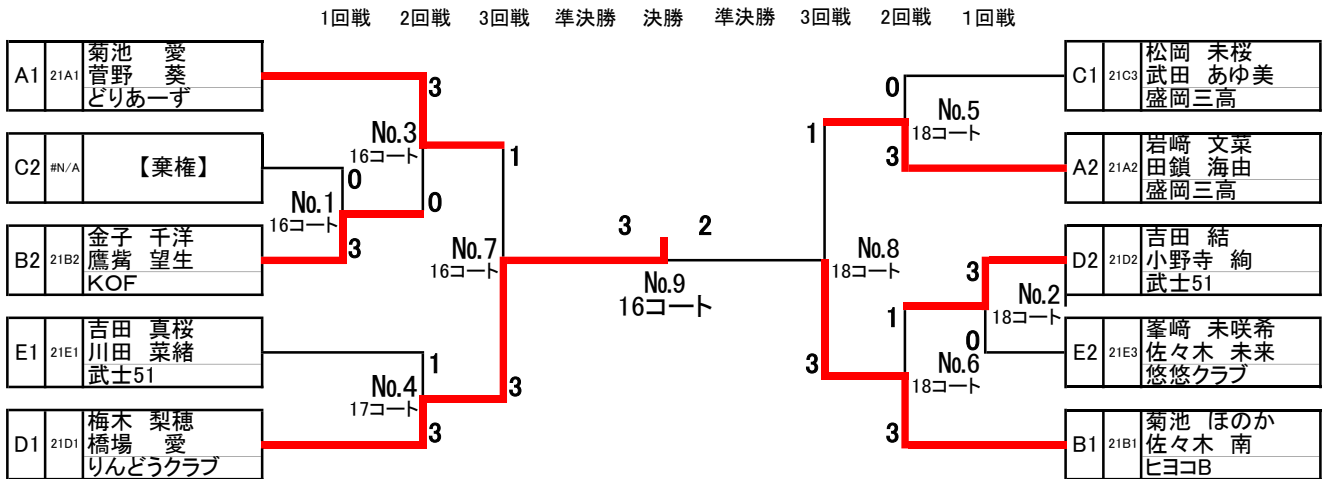 1回戦 2回戦 3回戦 準決勝 決勝 準決勝 3回戦 2回戦 1回戦
A1 21A1 菊池 愛
菅野 葵
どりあーず
C2 #N/A 【棄権】
B2 21B2 金子 千洋
鷹觜 望生
KOF
E1 21E1 吉田 真桜
川田 菜緒
武士51
D1 21D1 梅木 梨穂
橋場 愛
りんどうクラブ
3
No.3
16コート
0
0
No.1
16コート
3
1
No.7
16コート
3
1
No.4
17コート
3
3 2
No.9
16コート
1
No.8
18コート
3
0
No.5
18コート
3
3
No.2
18コート
0
1
No.6
18コート
3
C1 21C3 松岡 未桜
武田 あゆ美
盛岡三高
A2 21A2 岩﨑 文菜
田鎖 海由
盛岡三高
D2 21D2 吉田 結
小野寺 絢
武士51
E2 21E3 峯﨑 未咲希
佐々木 未来
悠悠クラブ
B1 21B1 菊池 ほのか
佐々木 南
ヒヨコB